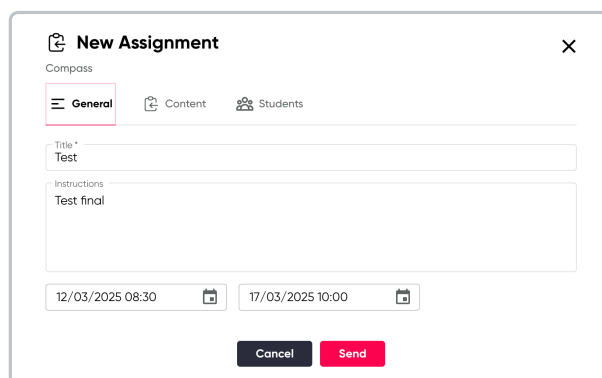 New Assignment
Compass
General Content Students
Title *
Test
Instructions
Test final
12/03/2025 08:30 17/03/2025 10:00
Cancel Send